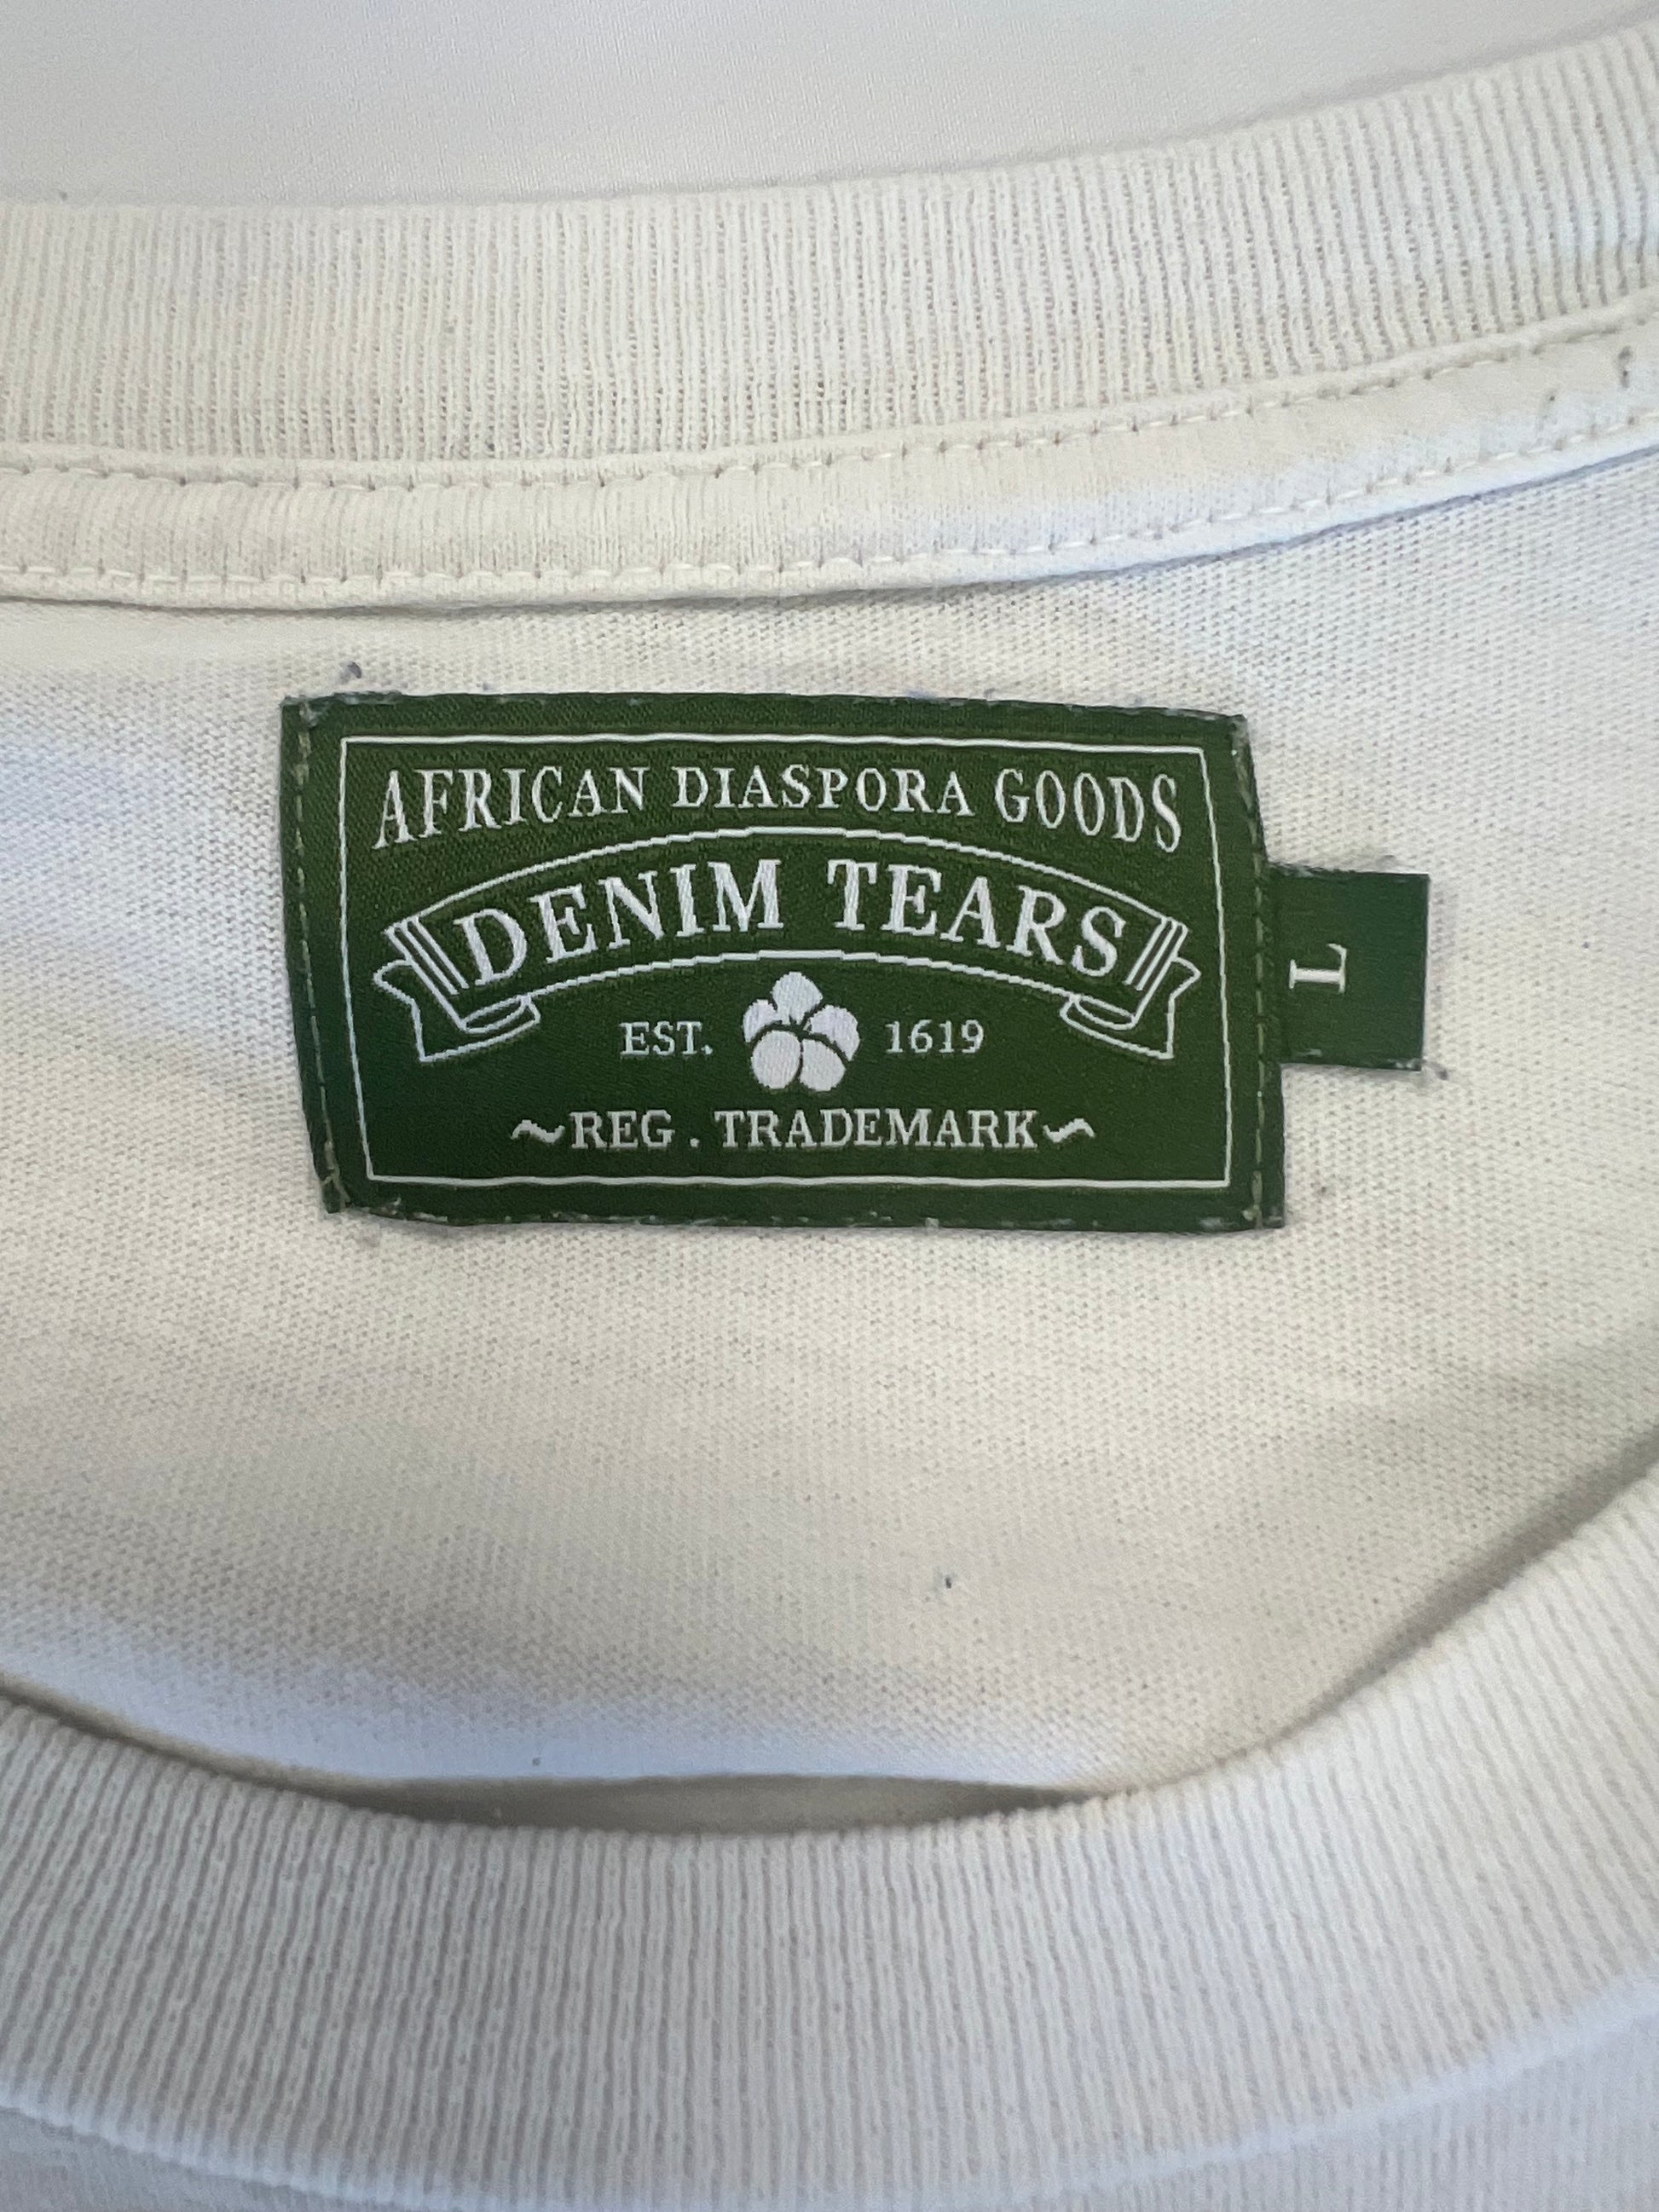 AFRICAN DIASPORA GOODS
DENIM TEARS
EST. 1619
~REG. TRADEMARK~
L